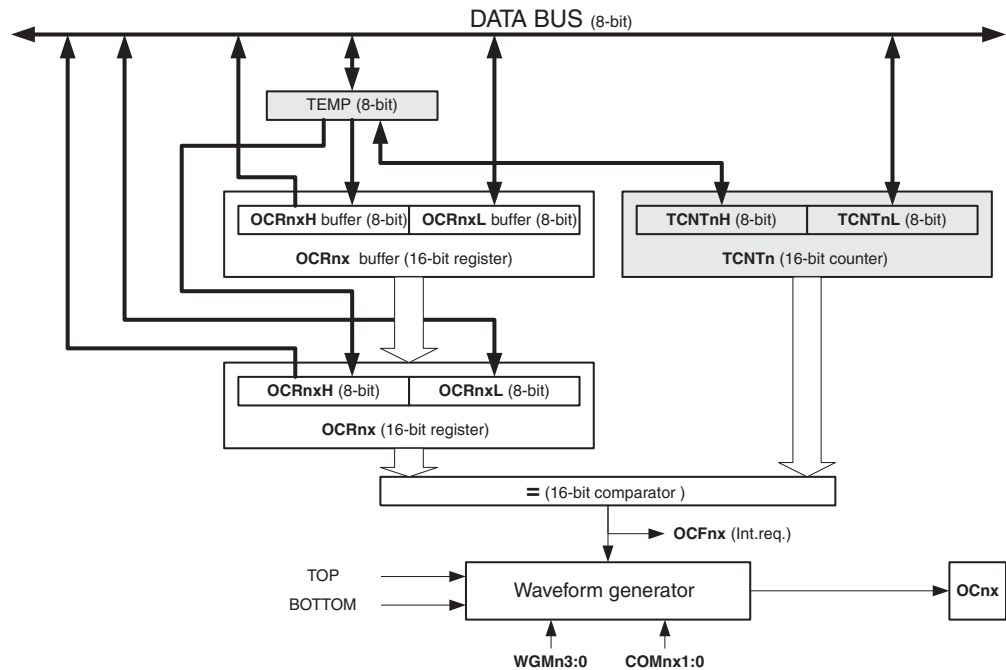 DATA BUS (8-bit)
TEMP (8-bit)
OCRnxH buffer (8-bit) OCRnxL buffer (8-bit)
OCRnx buffer (16-bit register)
TCNTnH (8-bit) TCNTnL (8-bit)
TCNTn (16-bit counter)
OCRnxH (8-bit) OCRnxL (8-bit)
OCRnx (16-bit register)
= (16-bit comparator )
OCFnx (Int.req.)
TOP
BOTTOM
Waveform generator
OCnx
WGMn3:0 COMnx1:0